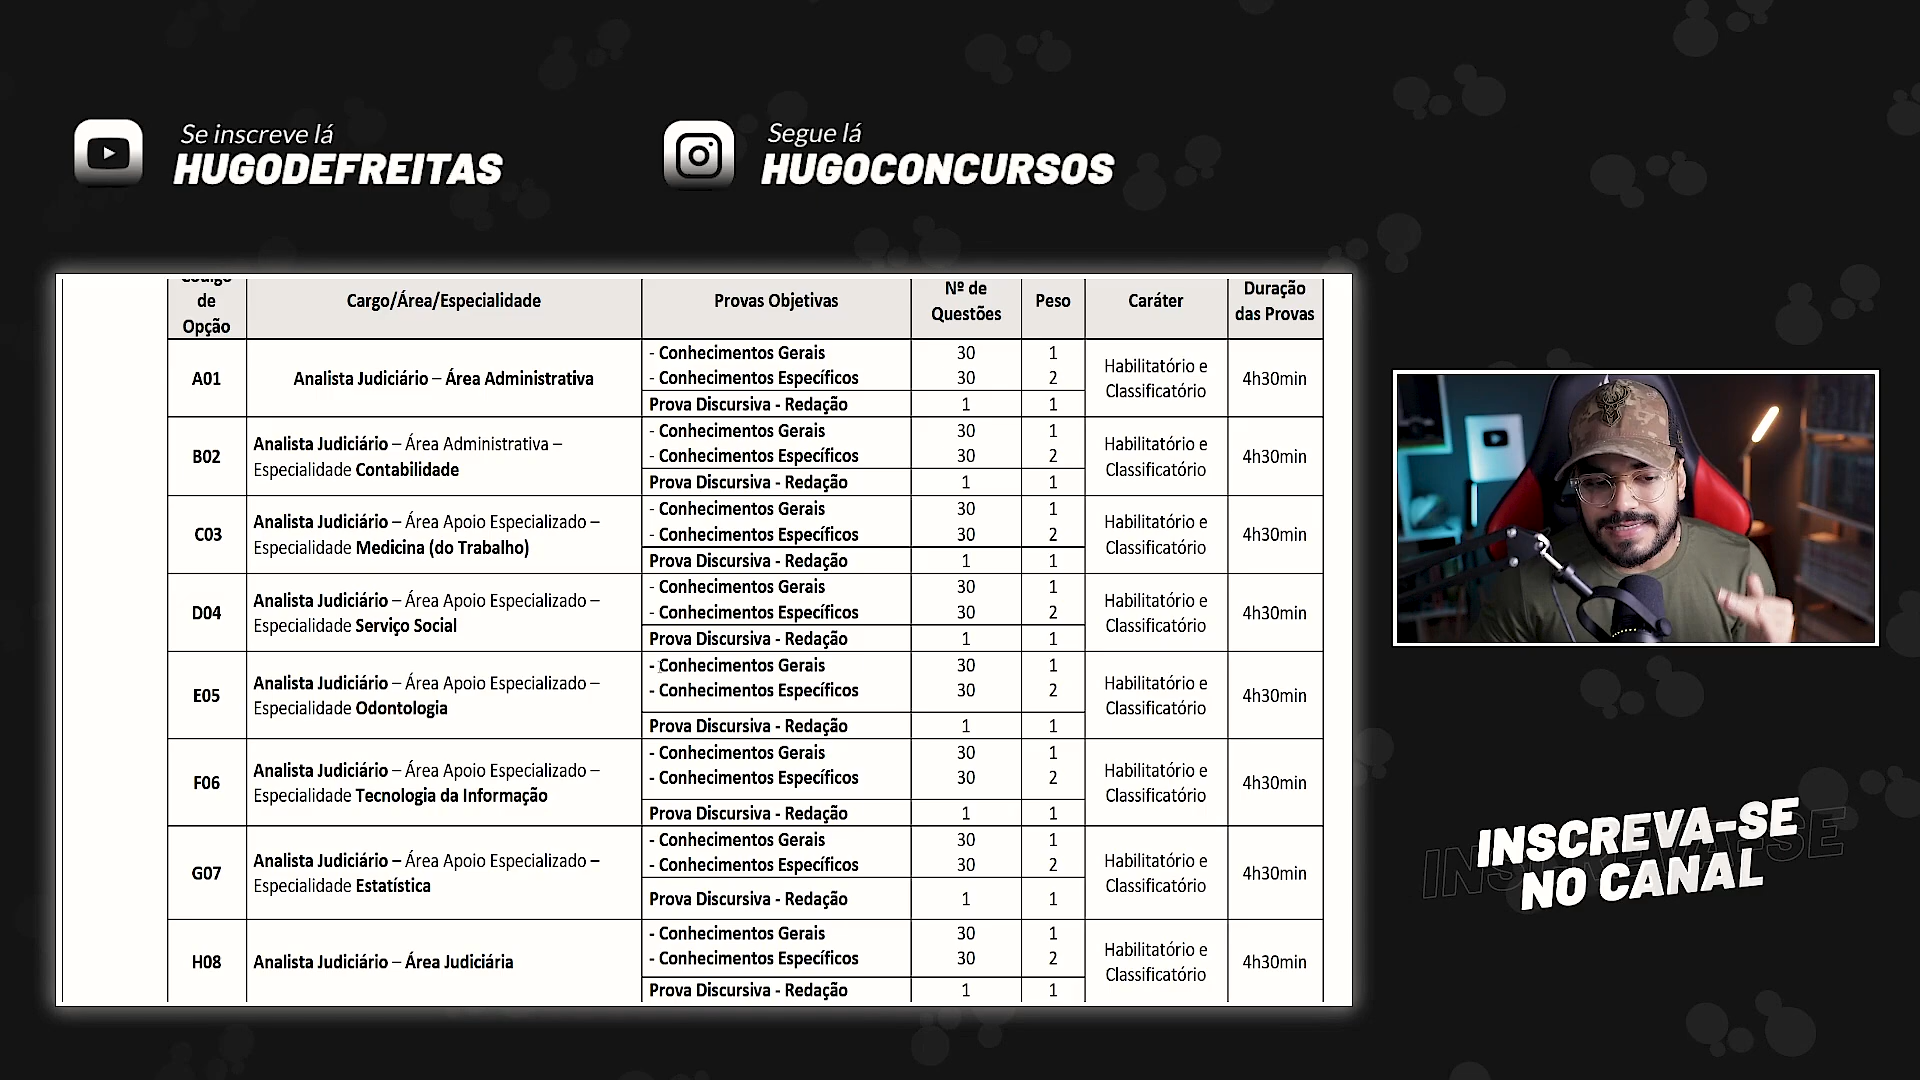 Se inscreve lá
HUGODEFREITAS
Segue lá
HUGOCONCURSOS
Código de Opção
Cargo/Área/Especialidade
Provas Objetivas
Nº de Questões
Peso
Caráter
Duração das Provas
A01
Analista Judiciário – Área Administrativa
- Conhecimentos Gerais 30 1
- Conhecimentos Específicos 30 2
Prova Discursiva - Redação 1 1
Habilitatório e
Classificatório
4h30min
B02
Analista Judiciário – Área Administrativa –
Especialidade Contabilidade
- Conhecimentos Gerais 30 1
- Conhecimentos Específicos 30 2
Prova Discursiva - Redação 1 1
Habilitatório e
Classificatório
4h30min
C03
Analista Judiciário – Área Apoio Especializado –
Especialidade Medicina (do Trabalho)
- Conhecimentos Gerais 30 1
- Conhecimentos Específicos 30 2
Prova Discursiva - Redação 1 1
Habilitatório e
Classificatório
4h30min
D04
Analista Judiciário – Área Apoio Especializado –
Especialidade Serviço Social
- Conhecimentos Gerais 30 1
- Conhecimentos Específicos 30 2
Prova Discursiva - Redação 1 1
Habilitatório e
Classificatório
4h30min
E05
Analista Judiciário – Área Apoio Especializado –
Especialidade Odontologia
- Conhecimentos Gerais 30 1
- Conhecimentos Específicos 30 2
Prova Discursiva - Redação 1 1
Habilitatório e
Classificatório
4h30min
F06
Analista Judiciário – Área Apoio Especializado –
Especialidade Tecnologia da Informação
- Conhecimentos Gerais 30 1
- Conhecimentos Específicos 30 2
Prova Discursiva - Redação 1 1
Habilitatório e
Classificatório
4h30min
G07
Analista Judiciário – Área Apoio Especializado –
Especialidade Estatística
- Conhecimentos Gerais 30 1
- Conhecimentos Específicos 30 2
Prova Discursiva - Redação 1 1
Habilitatório e
Classificatório
4h30min
H08
Analista Judiciário – Área Judiciária
- Conhecimentos Gerais 30 1
- Conhecimentos Específicos 30 2
Prova Discursiva - Redação 1 1
Habilitatório e
Classificatório
4h30min
INSCREVA-SE
NO CANAL